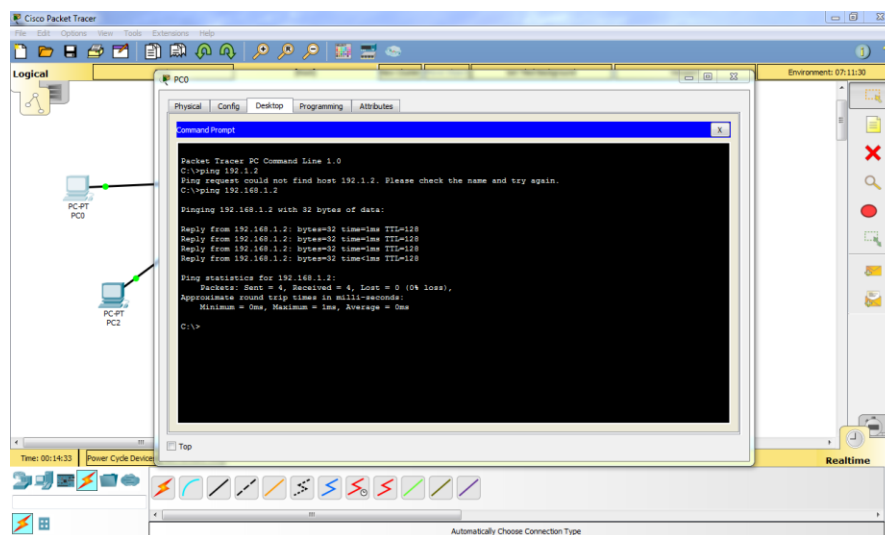 Cisco Packet Tracer
File Edit Options View Tools Extensions Help
Logical
Environment: 07:11:30
PC0
Physical Config Desktop Programming Attributes
Command Prompt
X
Packet Tracer PC Command Line 1.0
C:\>ping 192.1.2
Ping request could not find host 192.1.2. Please check the name and try again.
C:\>ping 192.168.1.2
Pinging 192.168.1.2 with 32 bytes of data:
Reply from 192.168.1.2: bytes=32 time=1ms TTL=128
Reply from 192.168.1.2: bytes=32 time=1ms TTL=128
Reply from 192.168.1.2: bytes=32 time=1ms TTL=128
Reply from 192.168.1.2: bytes=32 time<1ms TTL=128
Ping statistics for 192.168.1.2:
Packets: Sent = 4, Received = 4, Lost = 0 (0% loss),
Approximate round trip times in milli-seconds:
Minimum = 0ms, Maximum = 1ms, Average = 0ms
C:\>
PC-PT
PC0
PC-PT
PC2
Top
Time: 00:14:33 Power Cycle Device
Realtime
Automatically Choose Connection Type